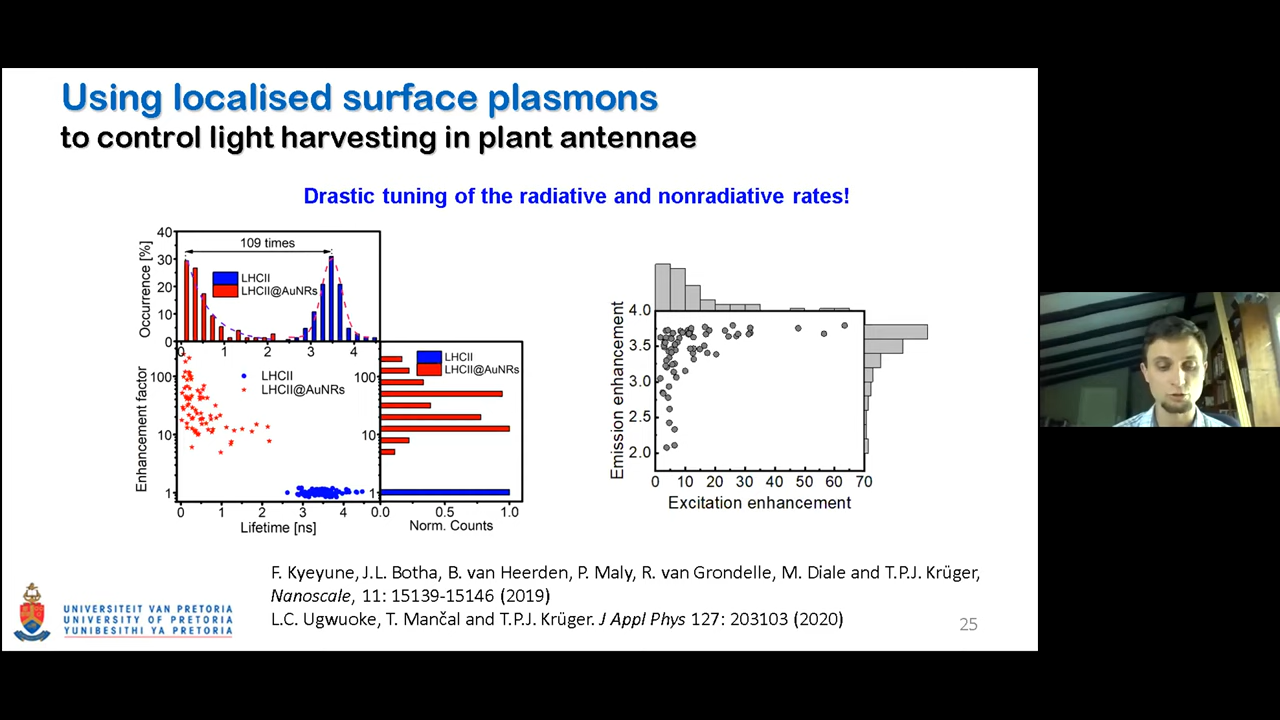 Using localised surface plasmons
to control light harvesting in plant antennae
Drastic tuning of the radiative and nonradiative rates!
Occurrence [%]
40
30
20
10
0
109 times
LHCII
LHCII@AuNRs
0 1 2 3 4
Enhancement factor
100
10
1
LHCII
LHCII@AuNRs
0 1 2 3 4
Lifetime [ns]
LHCII
LHCII@AuNRs
100
10
1
0.0 0.5 1.0
Norm. Counts
Emission enhancement
4.0
3.5
3.0
2.5
2.0
0 10 20 30 40 50 60 70
Excitation enhancement
F. Kyeyune, J.L. Botha, B. van Heerden, P. Maly, R. van Grondelle, M. Diale and T.P.J. Krüger,
Nanoscale, 11: 15139-15146 (2019)
L.C. Ugwuoke, T. Mančal and T.P.J. Krüger. J Appl Phys 127: 203103 (2020)
UNIVERSITEIT VAN PRETORIA
UNIVERSITY OF PRETORIA
YUNIBESITHI YA PRETORIA
25